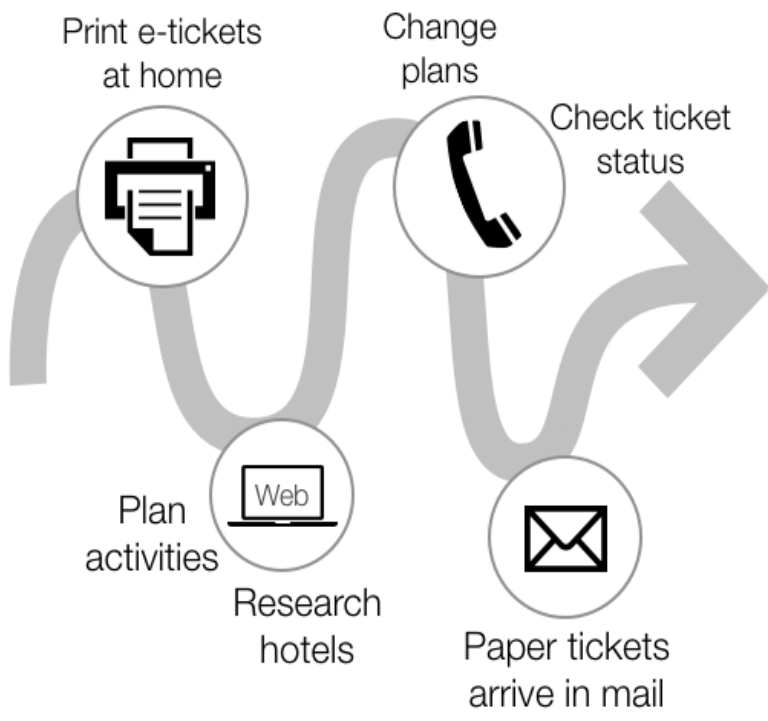 Print e-tickets
at home
Change
plans
Check ticket
status
Web
Plan
activities
Research
hotels
Paper tickets
arrive in mail